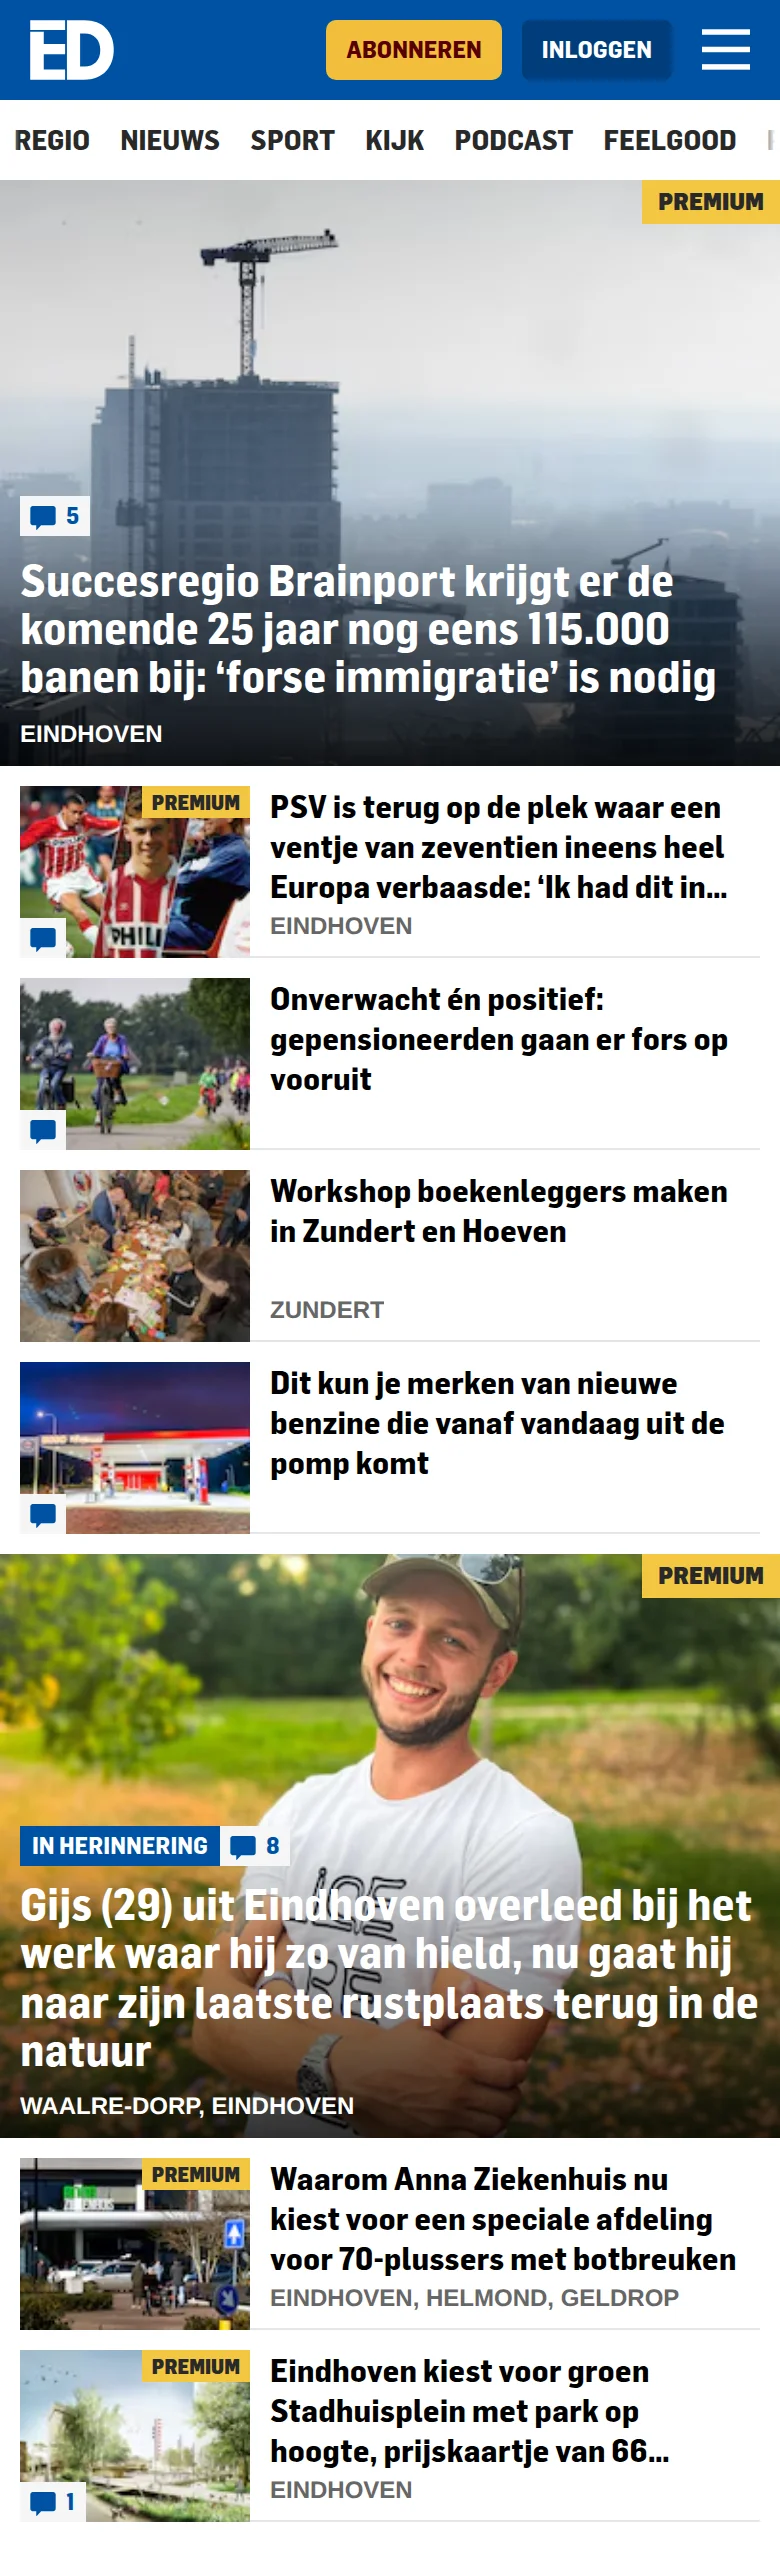 ED
ABONNEREN
INLOGGEN
REGIO NIEUWS SPORT KIJK PODCAST FEELGOOD
PREMIUM
5
Succesregio Brainport krijgt er de
komende 25 jaar nog eens 115.000
banen bij: ‘forse immigratie’ is nodig
EINDHOVEN
PREMIUM
PHILI
PSV is terug op de plek waar een
ventje van zeventien ineens heel
Europa verbaasde: ‘Ik had dit in...
EINDHOVEN
Onverwacht én positief:
gepensioneerden gaan er fors op
vooruit
Workshop boekenleggers maken
in Zundert en Hoeven
ZUNDERT
Dit kun je merken van nieuwe
benzine die vanaf vandaag uit de
pomp komt
PREMIUM
IN HERINNERING
8
Gijs (29) uit Eindhoven overleed bij het
werk waar hij zo van hield, nu gaat hij
naar zijn laatste rustplaats terug in de
natuur
WAALRE-DORP, EINDHOVEN
PREMIUM
Waarom Anna Ziekenhuis nu
kiest voor een speciale afdeling
voor 70-plussers met botbreuken
EINDHOVEN, HELMOND, GELDROP
PREMIUM
1
Eindhoven kiest voor groen
Stadhuisplein met park op
hoogte, prijskaartje van 66...
EINDHOVEN